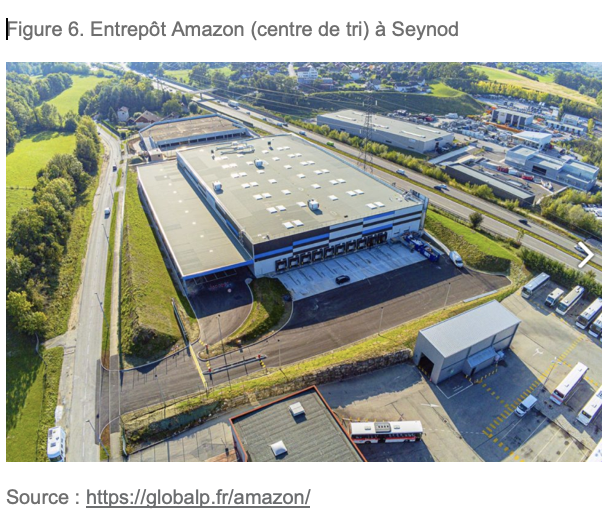 Figure 6. Entrepôt Amazon (centre de tri) à Seynod
Source : https://globalp.fr/amazon/